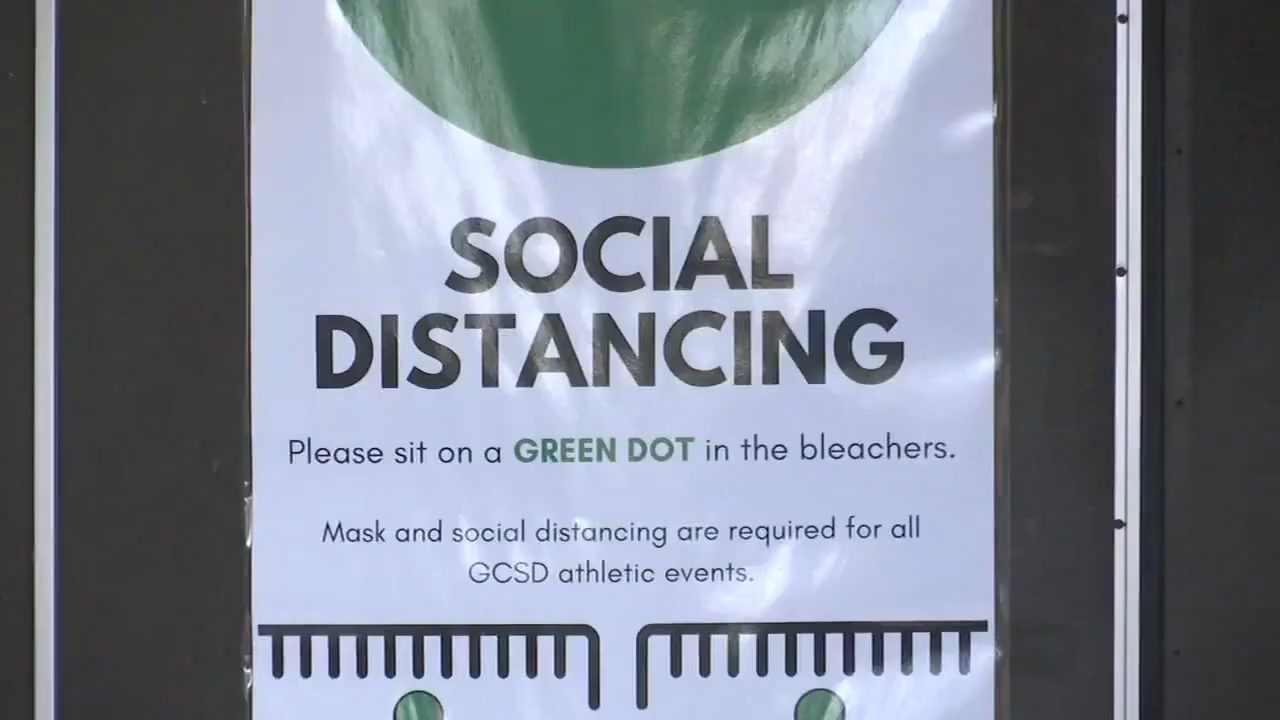 SOCIAL
DISTANCING
Please sit on a GREEN DOT in the bleachers.
Mask and social distancing are required for all
GCSD athletic events.